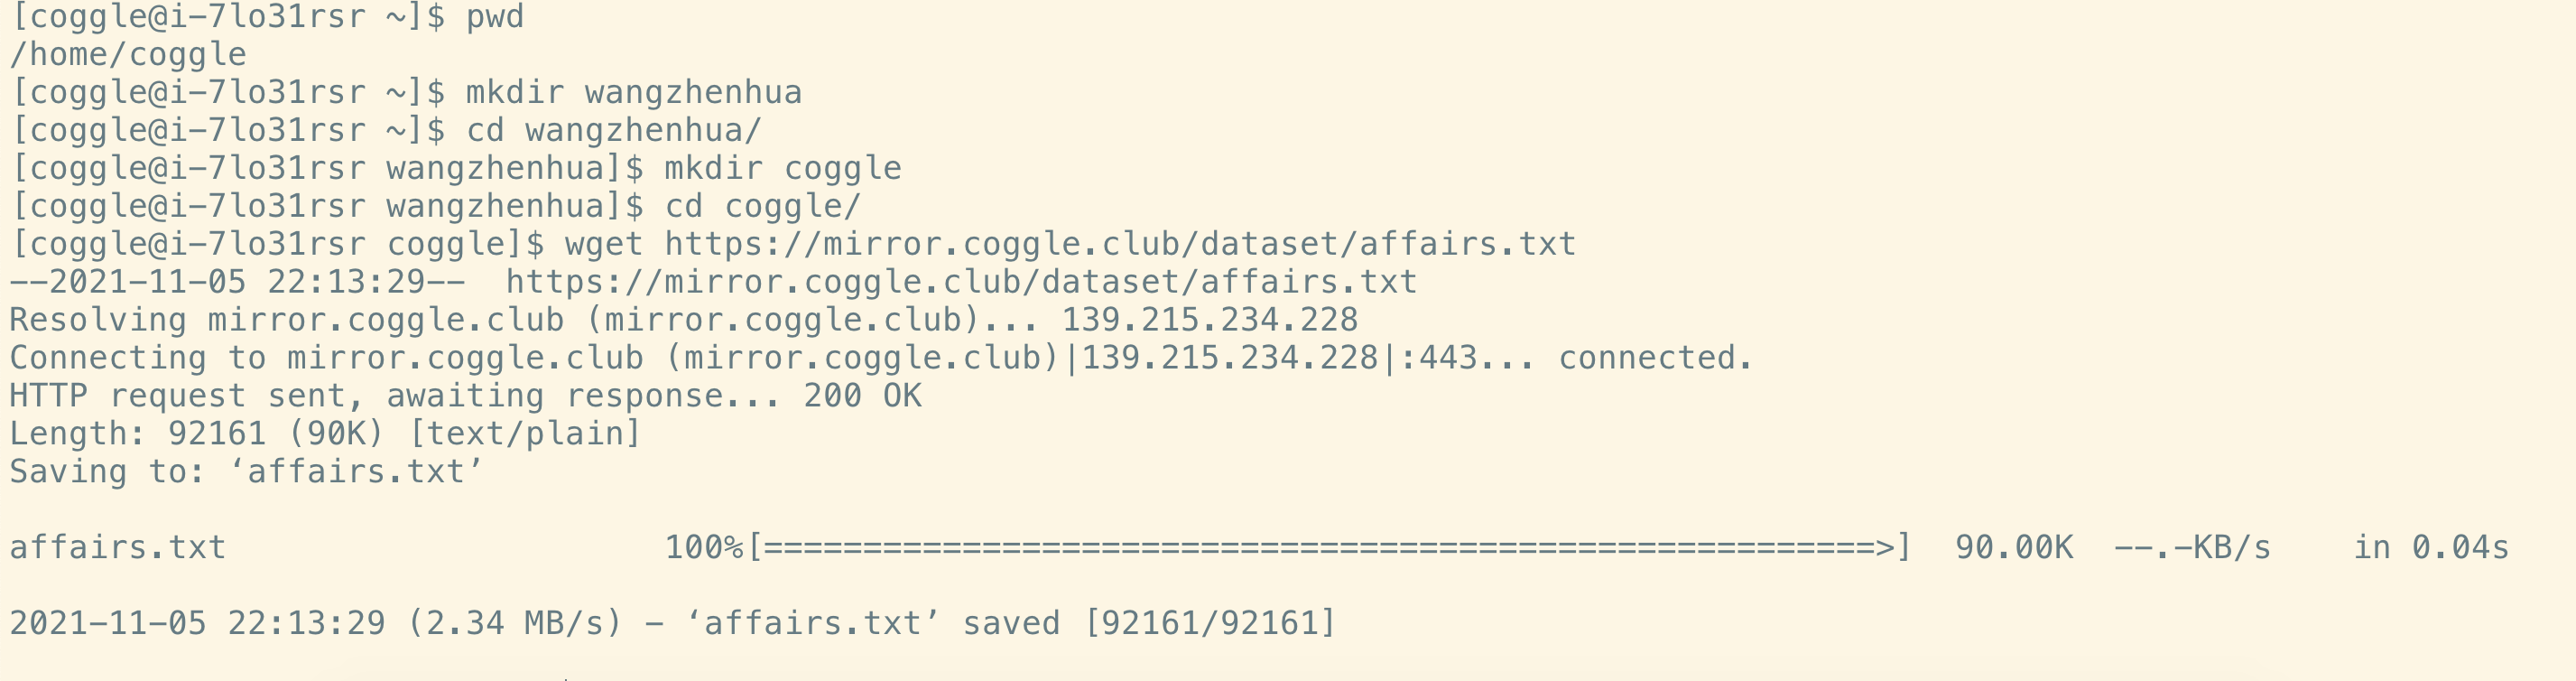 [coggle@i-7lo31rsr ~]$ pwd
/home/coggle
[coggle@i-7lo31rsr ~]$ mkdir wangzhenhua
[coggle@i-7lo31rsr ~]$ cd wangzhenhua/
[coggle@i-7lo31rsr wangzhenhua]$ mkdir coggle
[coggle@i-7lo31rsr wangzhenhua]$ cd coggle/
[coggle@i-7lo31rsr coggle]$ wget https://mirror.coggle.club/dataset/affairs.txt
--2021-11-05 22:13:29--  https://mirror.coggle.club/dataset/affairs.txt
Resolving mirror.coggle.club (mirror.coggle.club)... 139.215.234.228
Connecting to mirror.coggle.club (mirror.coggle.club)|139.215.234.228|:443... connected.
HTTP request sent, awaiting response... 200 OK
Length: 92161 (90K) [text/plain]
Saving to: ‘affairs.txt’
affairs.txt                      100%[========================================================>]  90.00K  --.-KB/s    in 0.04s
2021-11-05 22:13:29 (2.34 MB/s) - ‘affairs.txt’ saved [92161/92161]